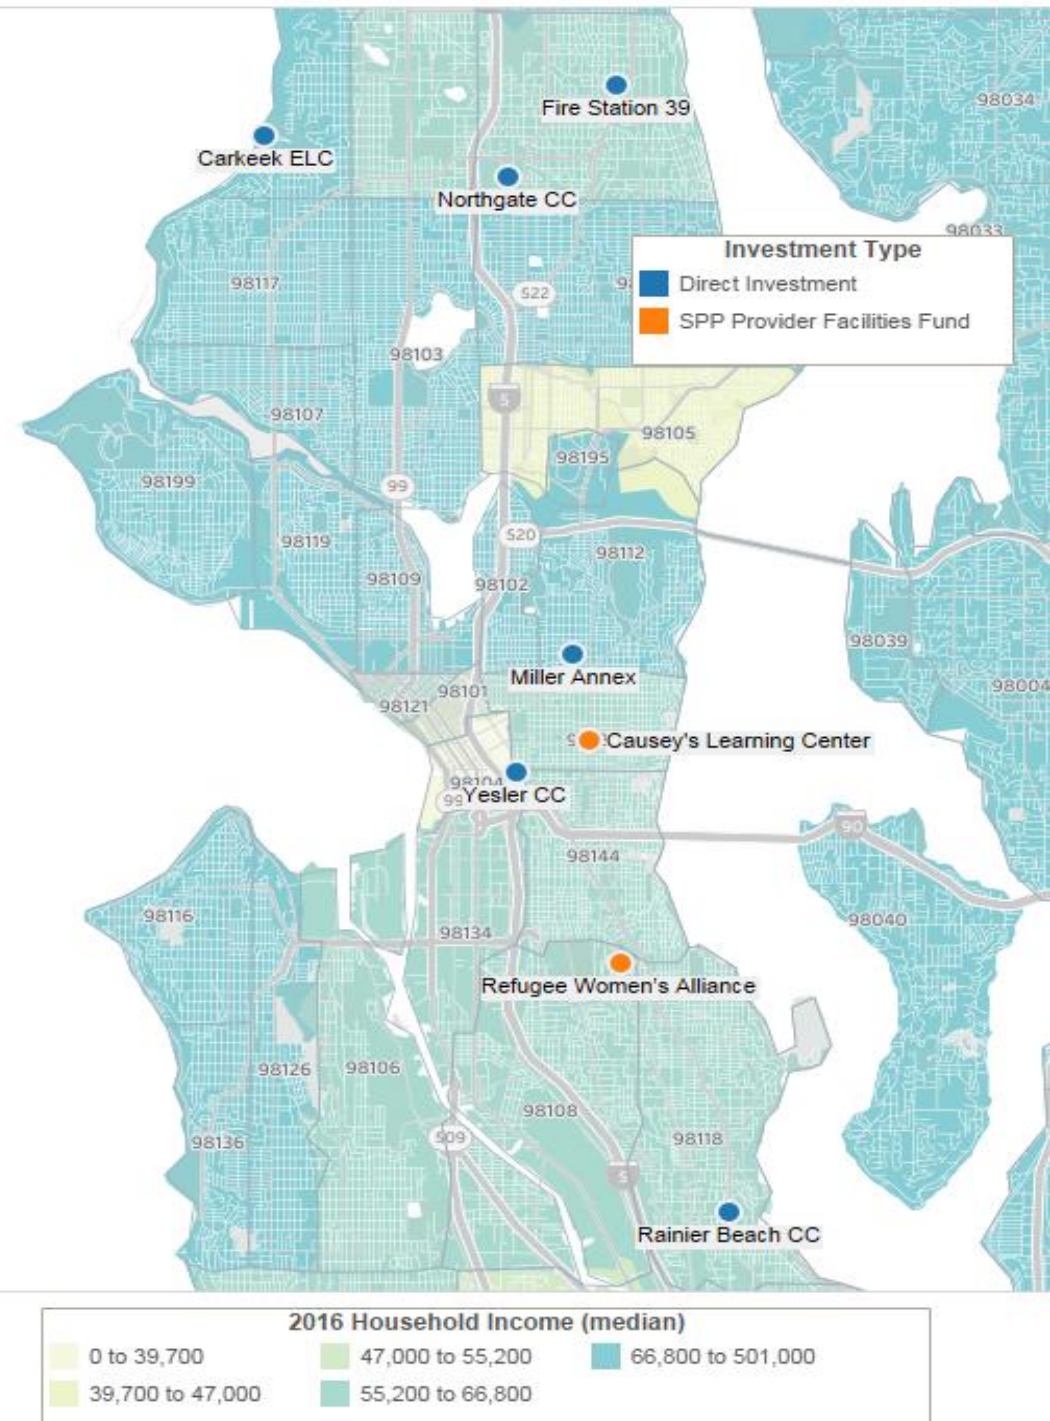 98034
Fire Station 39
Carkeek ELC
Northgate CC
98033
Investment Type
98117
Direct Investment
522
SPP Provider Facilities Fund
98103
5
98107
98105
98195
98199
99
520
98119
98112
98109
98102
98039
Miller Annex
98004
98101
98121
Causey's Learning Center
98104
Yesler CC
99
90
98144
98116
98040
98134
Refugee Women's Alliance
98126
98106
98108
98136
509
98118
5
Rainier Beach CC
2016 Household Income (median)
0 to 39,700
47,000 to 55,200
66,800 to 501,000
39,700 to 47,000
55,200 to 66,800